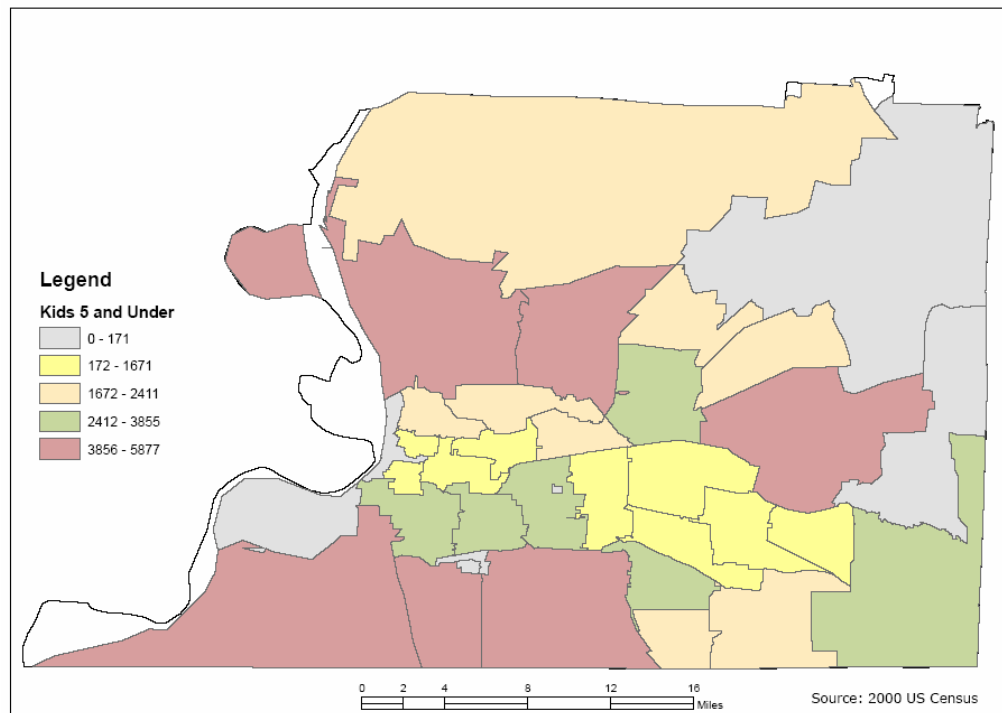 Legend
Kids 5 and Under
0 - 171
172 - 1671
1672 - 2411
2412 - 3855
3856 - 5877
0 2 4 8 12 16
Miles
Source: 2000 US Census